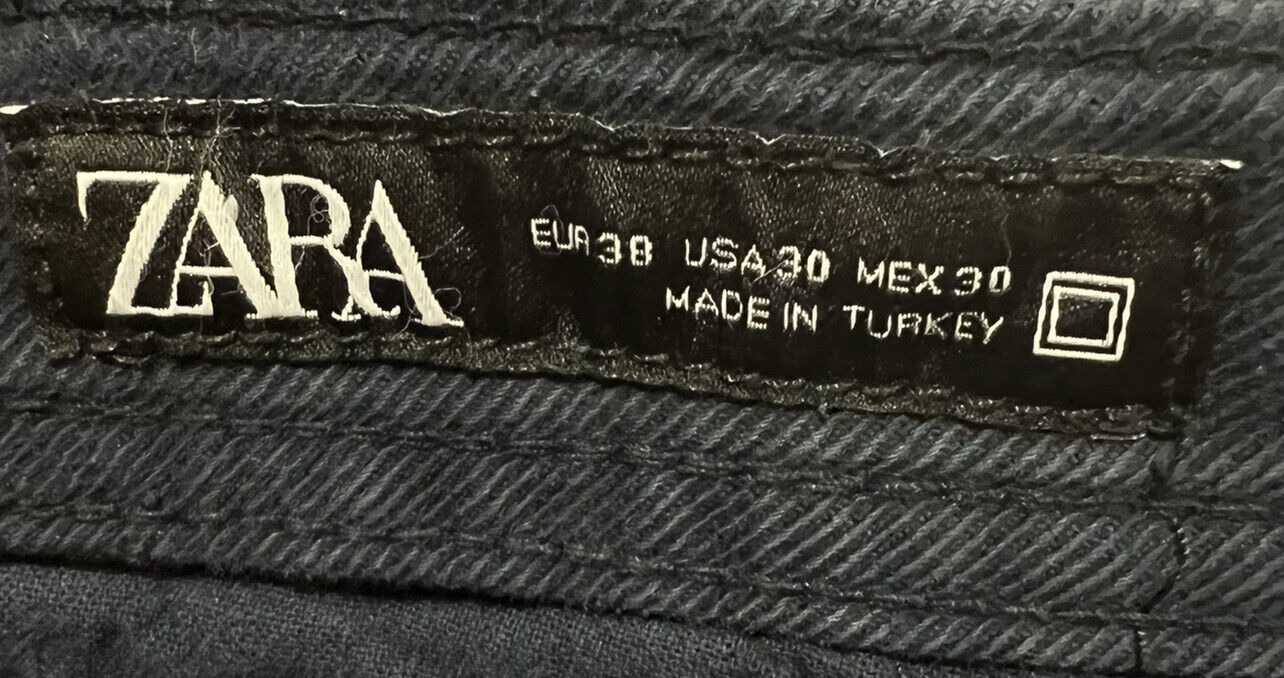 ZARA
EUR 38 USA 30 MEX 30
MADE IN TURKEY